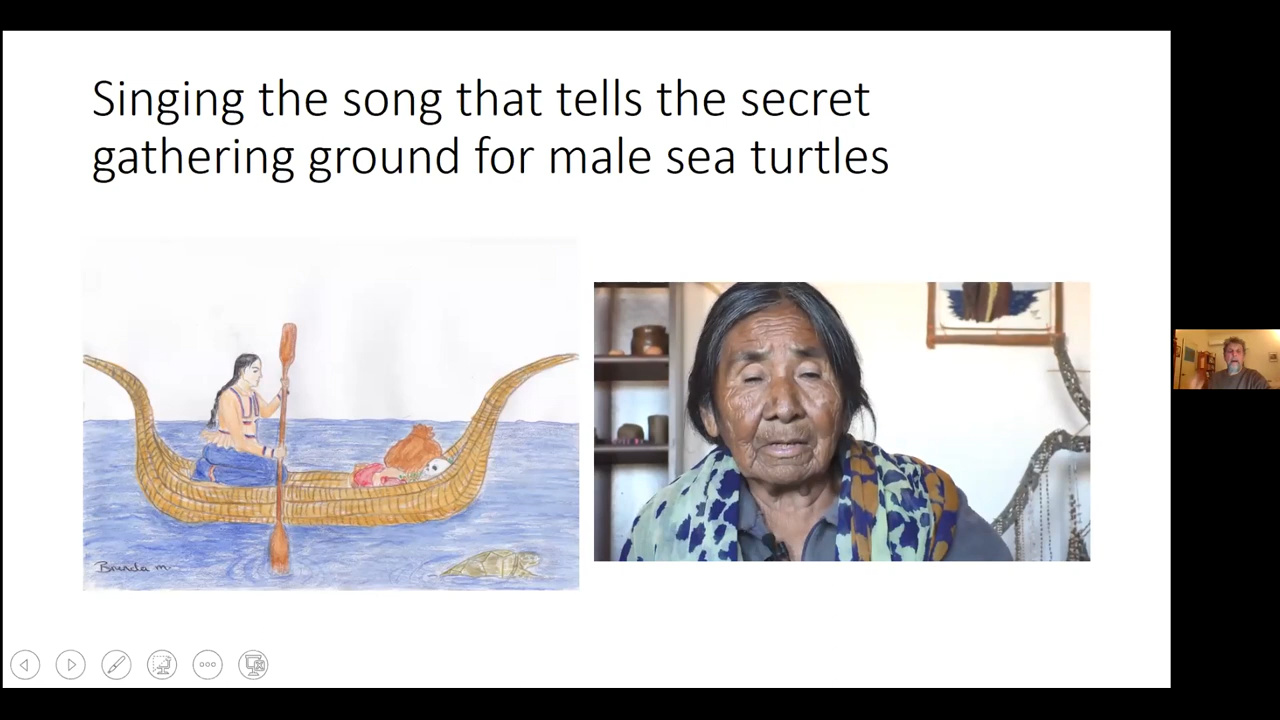 Singing the song that tells the secret
gathering ground for male sea turtles
Brenda m.